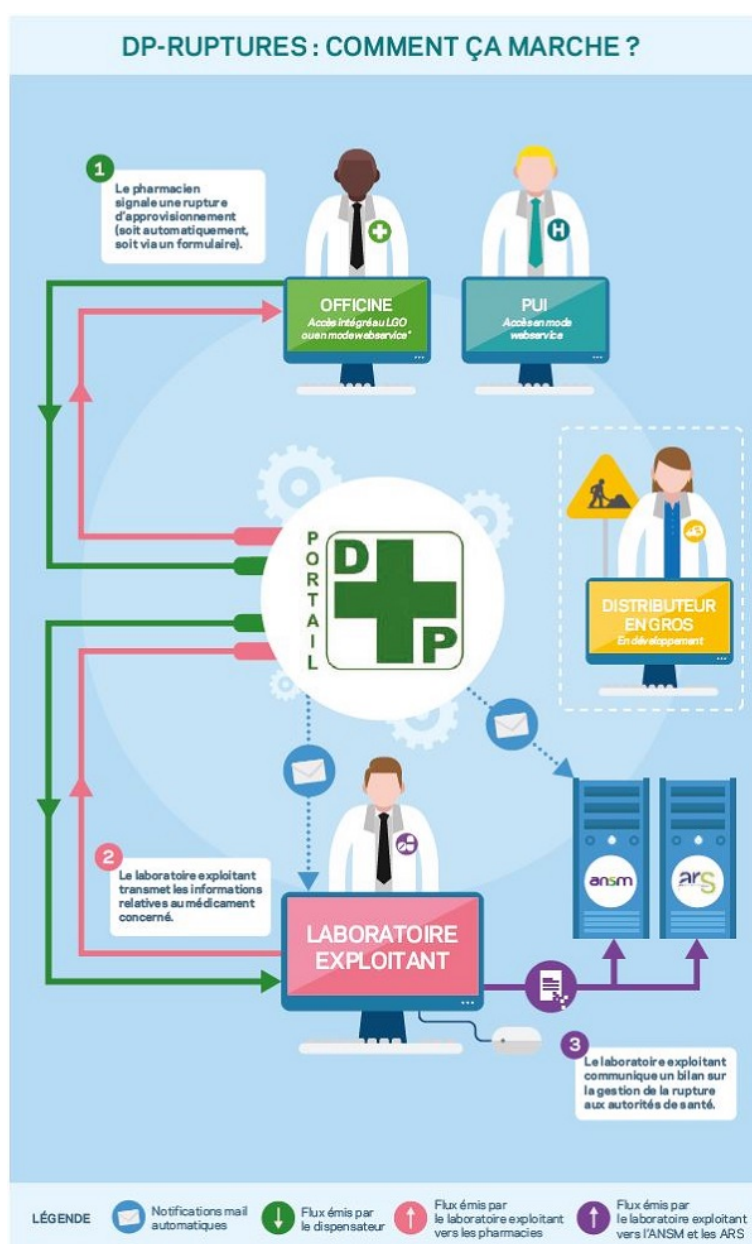 DP-RUPTURES : COMMENT ÇA MARCHE ?
1
Le pharmacien
signale une rupture
d'approvisionnement
(soit automatiquement,
soit via un formulaire).
H
OFFICINE
Accès intégré au LGO
ou en mode webservice*
PUI
Accès en mode
webservice
PORTAIL
D
P
DISTRIBUTEUR
EN GROS
En développement
2
Le laboratoire exploitant
transmet les informations
relatives au médicament
concerné.
LABORATOIRE
EXPLOITANT
ansm
ars
3
Le laboratoire exploitant
communique un bilan sur
la gestion de la rupture
aux autorités de santé.
LÉGENDE
Notifications mail
automatiques
Flux émis par
le dispensateur
Flux émis par
le laboratoire exploitant
vers les pharmacies
Flux émis par
le laboratoire exploitant
vers l'ANSM et les ARS